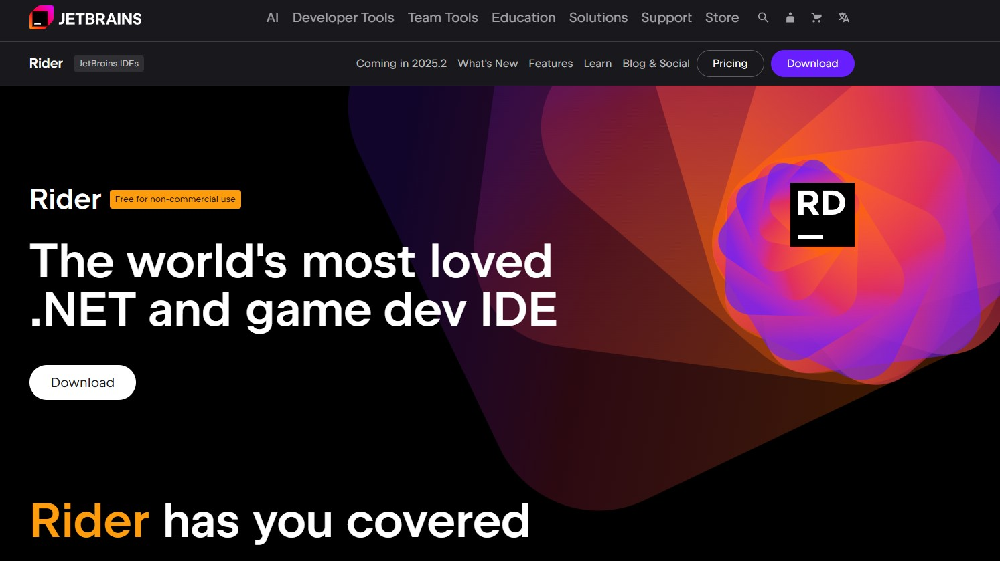 JETBRAINS
AI Developer Tools Team Tools Education Solutions Support Store
Rider JetBrains IDEs
Coming in 2025.2 What's New Features Learn Blog & Social Pricing Download
Rider Free for non-commercial use
The world's most loved
.NET and game dev IDE
RD
Download
Rider has you covered